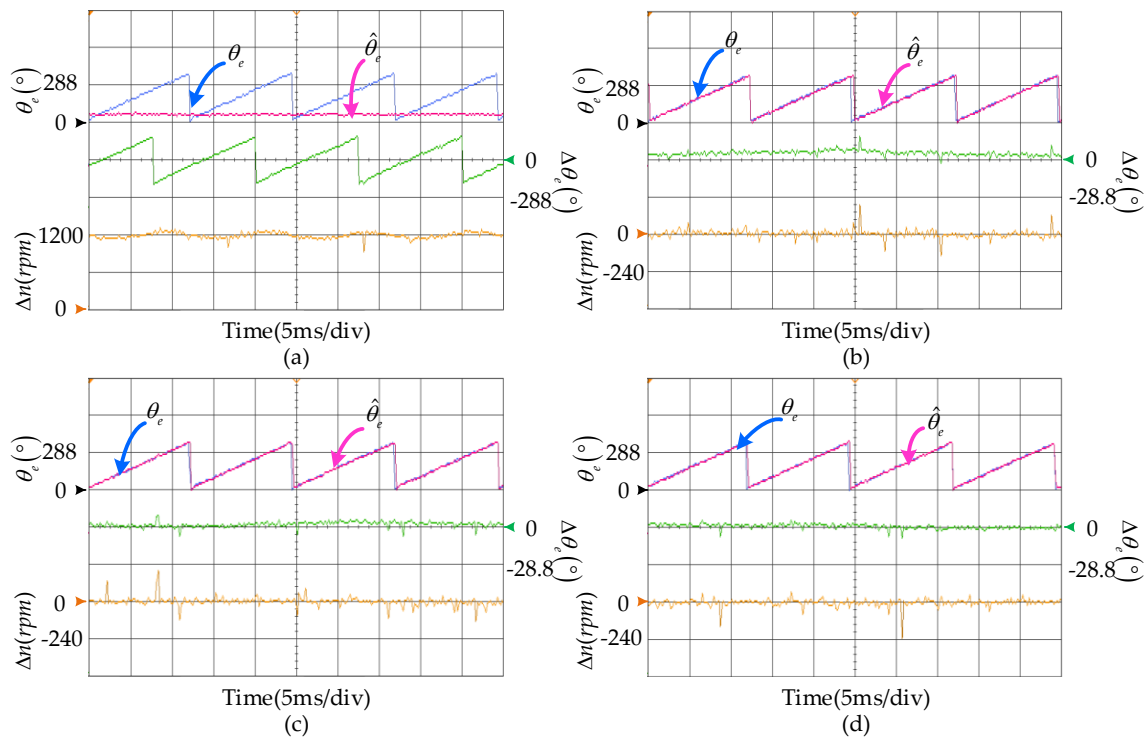 θₑ
θ̂ₑ
θₑ(°)
288
0
0
Δθₑ(°)
-288
1200
Δn(rpm)
0
Time(5ms/div)
(a)
θₑ
θ̂ₑ
θₑ(°)
288
0
0
Δθₑ(°)
-28.8
0
Δn(rpm)
-240
Time(5ms/div)
(b)
θₑ
θ̂ₑ
θₑ(°)
288
0
0
Δθₑ(°)
-28.8
0
Δn(rpm)
-240
Time(5ms/div)
(c)
θₑ
θ̂ₑ
θₑ(°)
288
0
0
Δθₑ(°)
-28.8
0
Δn(rpm)
-240
Time(5ms/div)
(d)